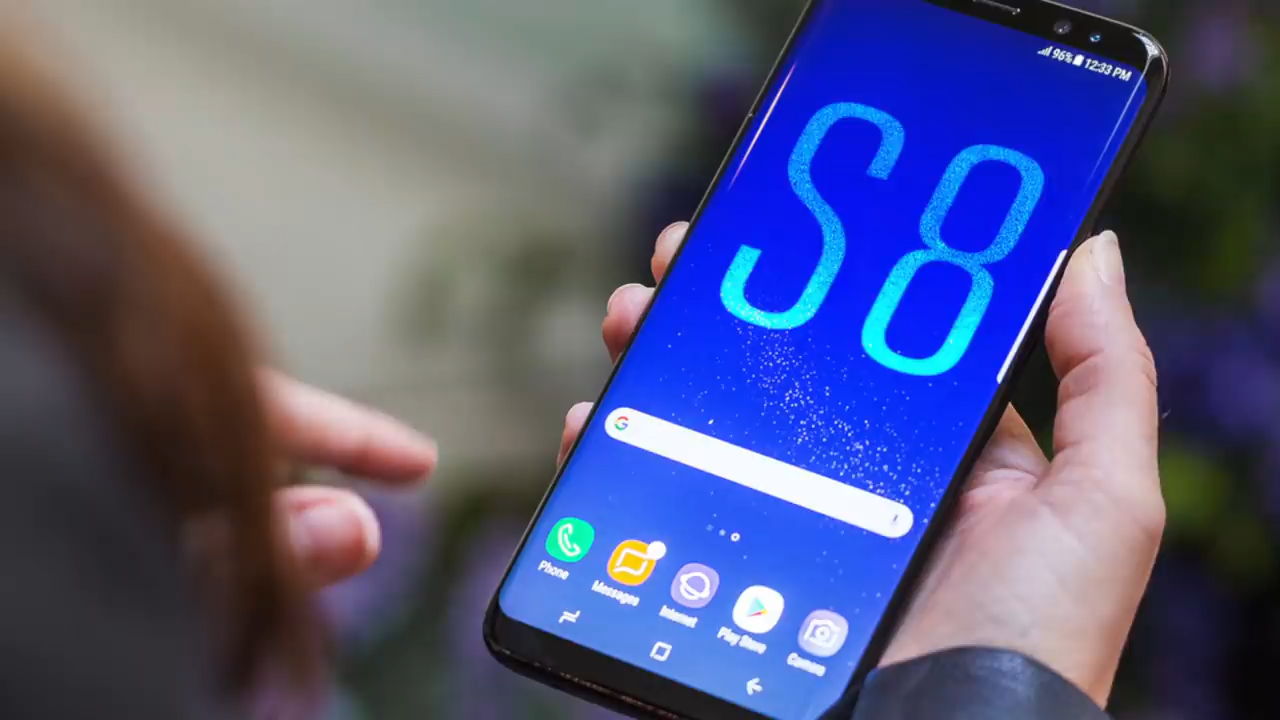 96% 12:33 PM
S8
G
Phone
Messages
Internet
Play Store
Camera